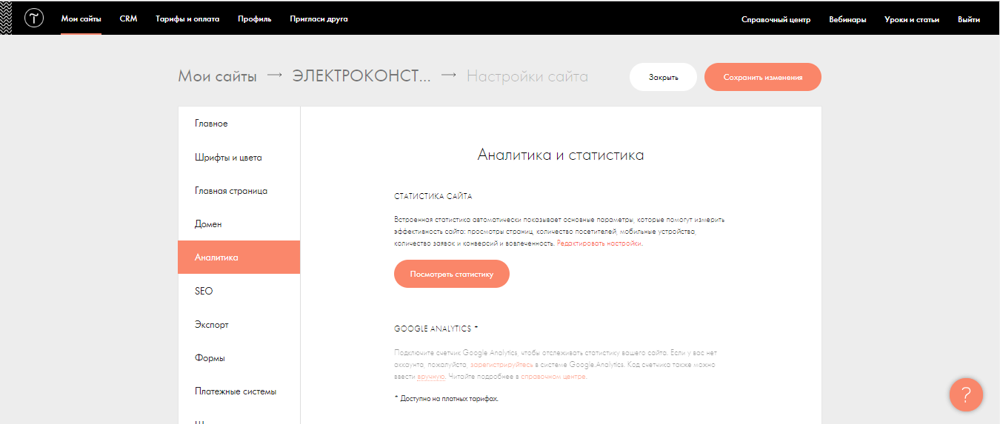 Мои сайты CRM Тарифы и оплата Профиль Пригласи друга Справочный центр Вебинары Уроки и статьи Выйти
Мои сайты → ЭЛЕКТРОКОНСТ... → Настройки сайта Закрыть Сохранить изменения
Главное
Шрифты и цвета
Главная страница
Домен
Аналитика
SEO
Экспорт
Формы
Платежные системы
Аналитика и статистика
СТАТИСТИКА САЙТА
Встроенная статистика автоматически показывает основные параметры, которые помогут измерить
эффективность сайта: просмотры страниц, количество посетителей, мобильные устройства,
количество заявок и конверсий и вовлеченность. Редактировать настройки.
Посмотреть статистику
GOOGLE ANALYTICS *
Подключите счетчик Google Analytics, чтобы отслеживать статистику вашего сайта. Если у вас нет
аккаунта, пожалуйста, зарегистрируйтесь в системе Google.Analytics. Код счетчика также можно
ввести вручную. Читайте подробнее в справочном центре.
* Доступно на платных тарифах.
?